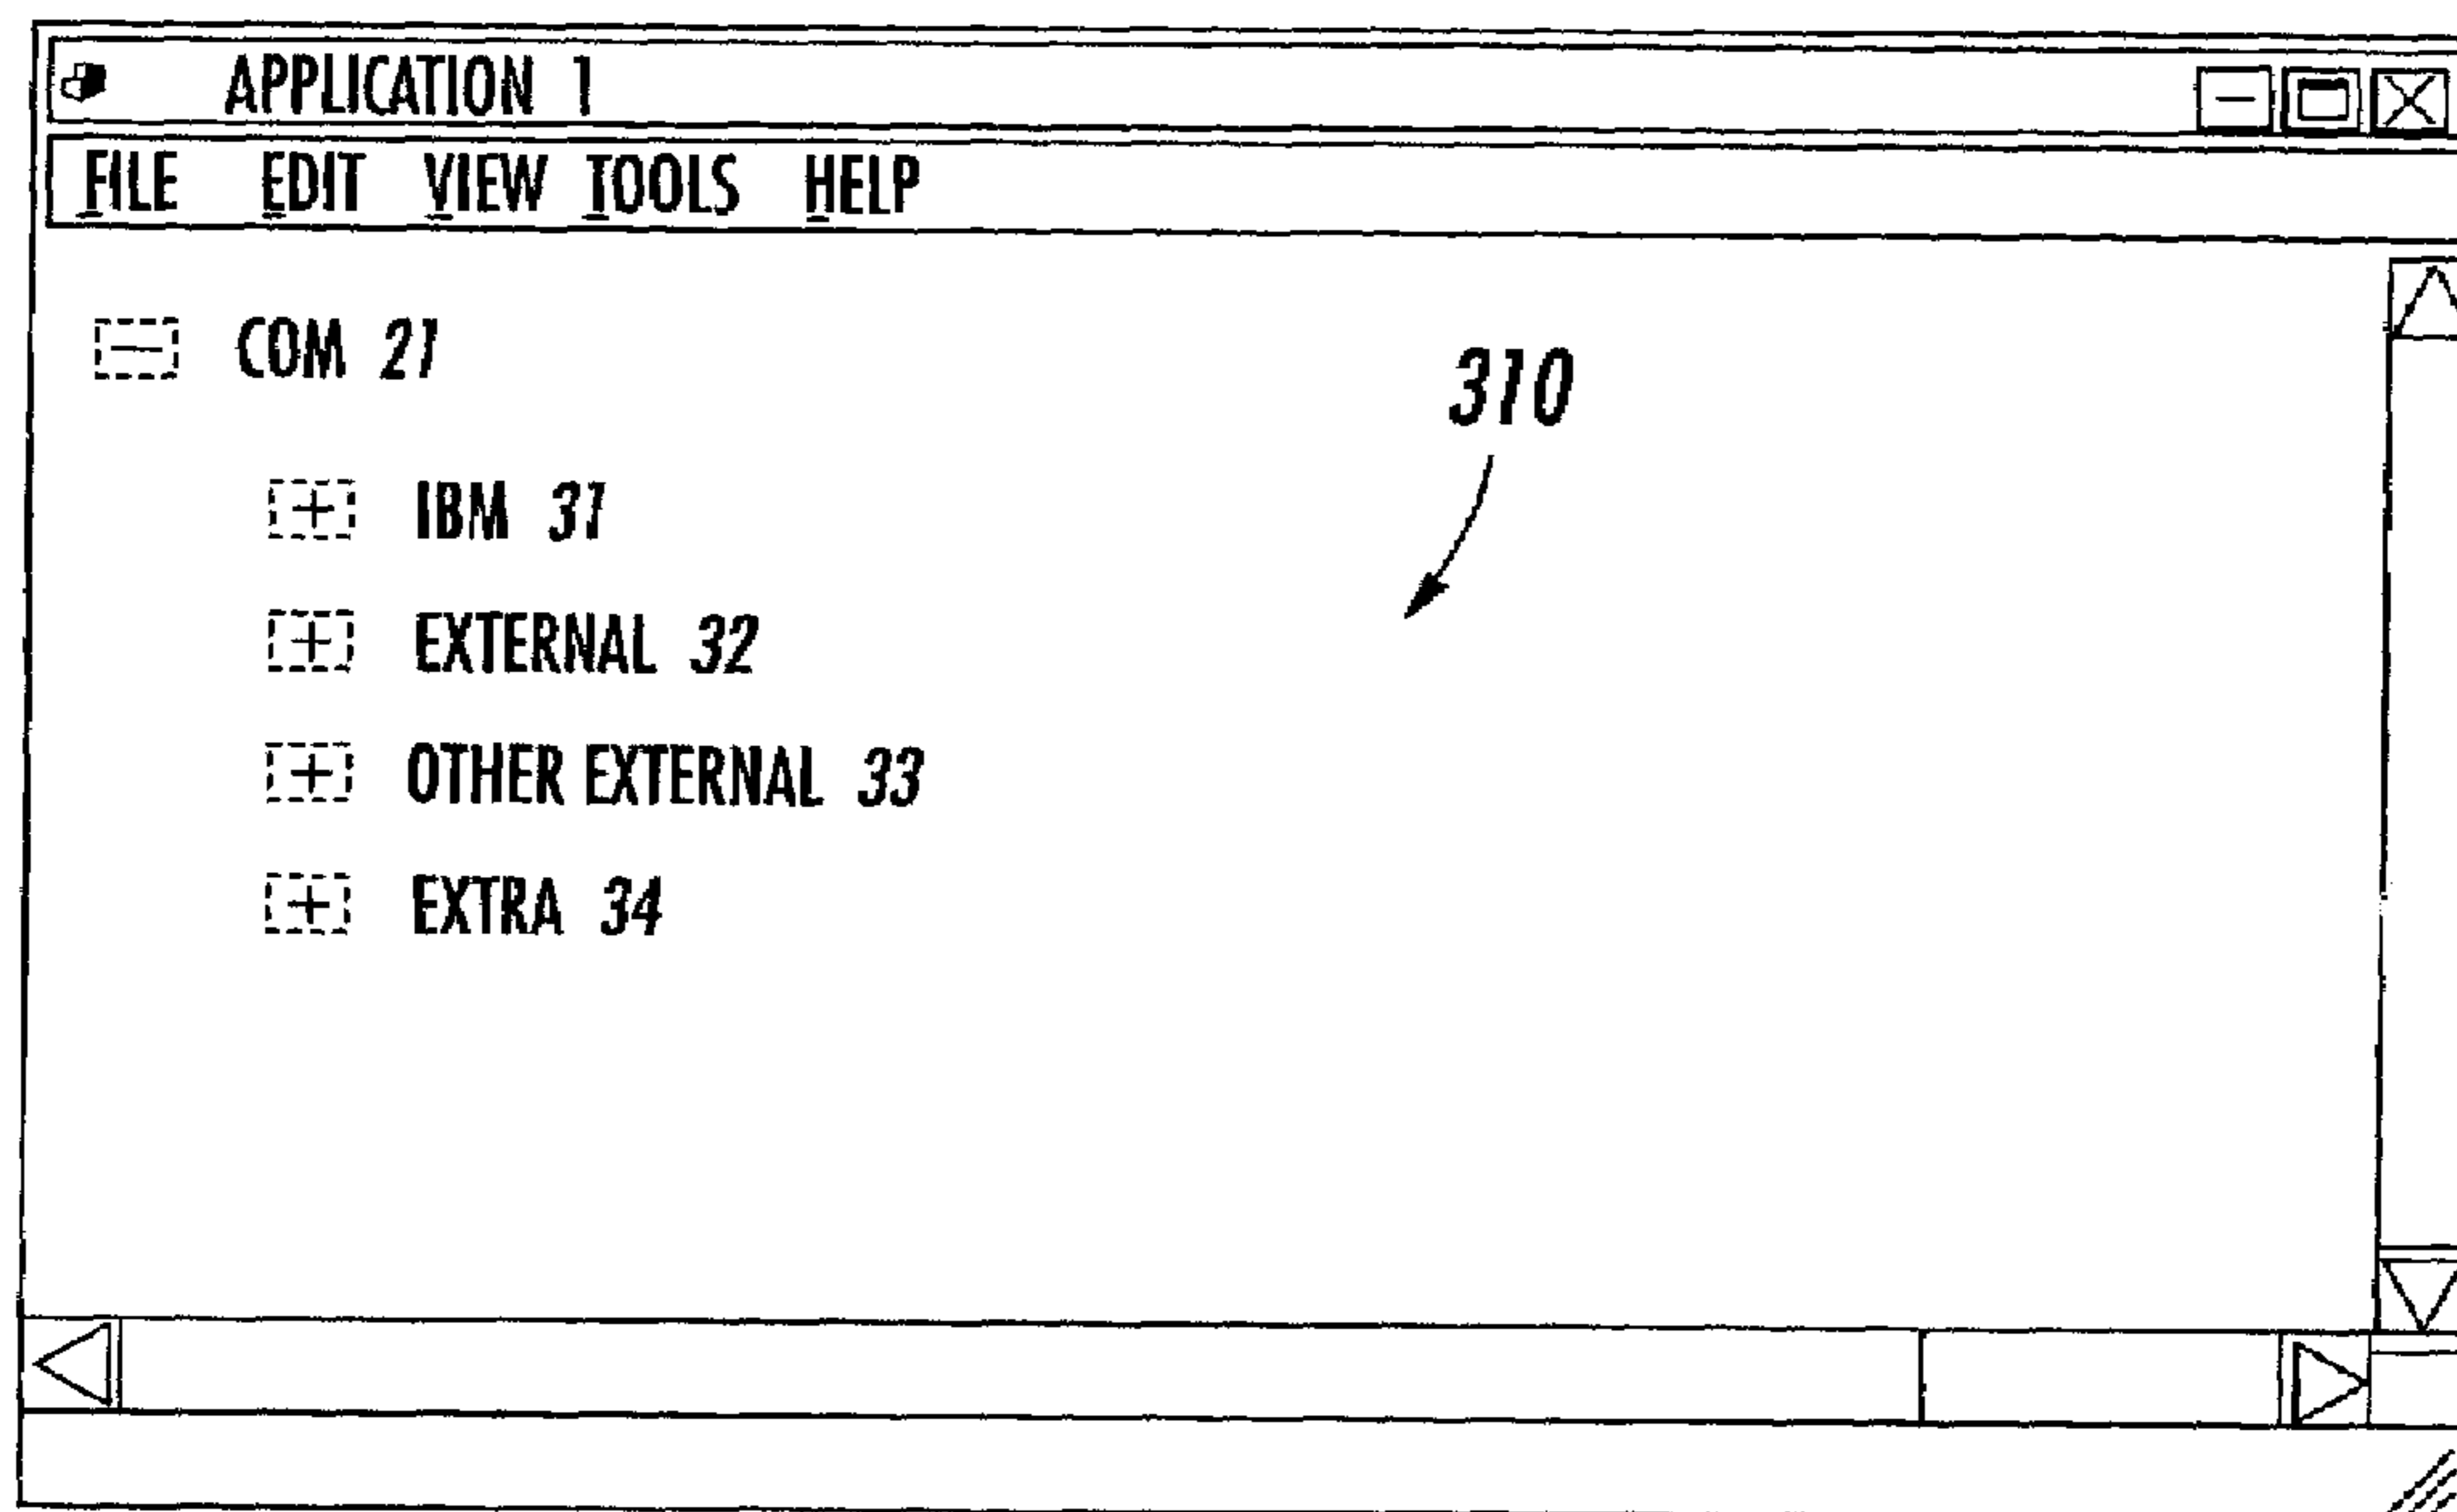 APPLICATION 1
FILE EDIT VIEW TOOLS HELP
COM 21
310
IBM 31
EXTERNAL 32
OTHER EXTERNAL 33
EXTRA 34